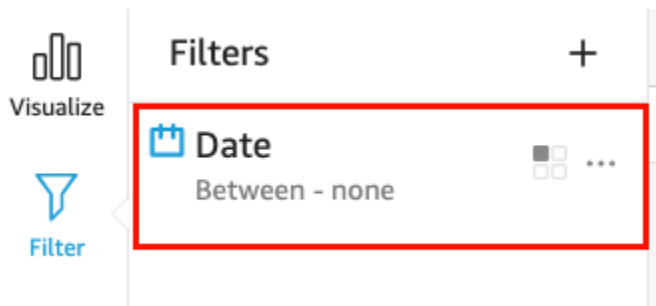 Filters
Visualize
Date
Between - none
Filter